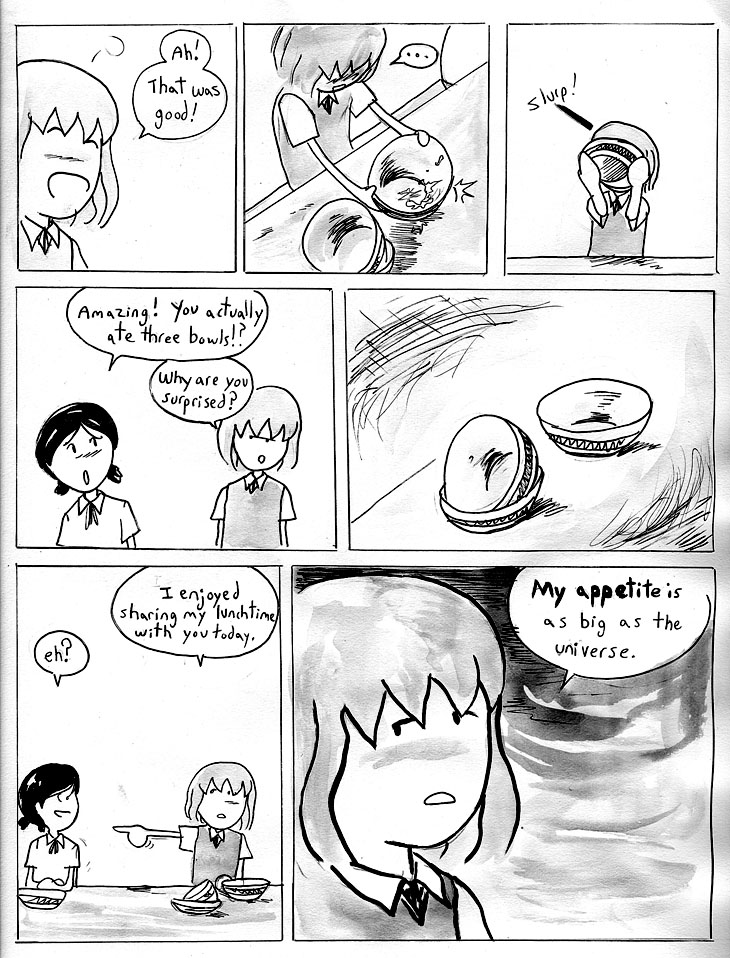 Ah!
That was
good!
...
slurp!
Amazing! You actually
ate three bowls!?
Why are you
surprised?
eh?
I enjoyed
sharing my lunchtime
with you today.
My appetite is
as big as the
universe.